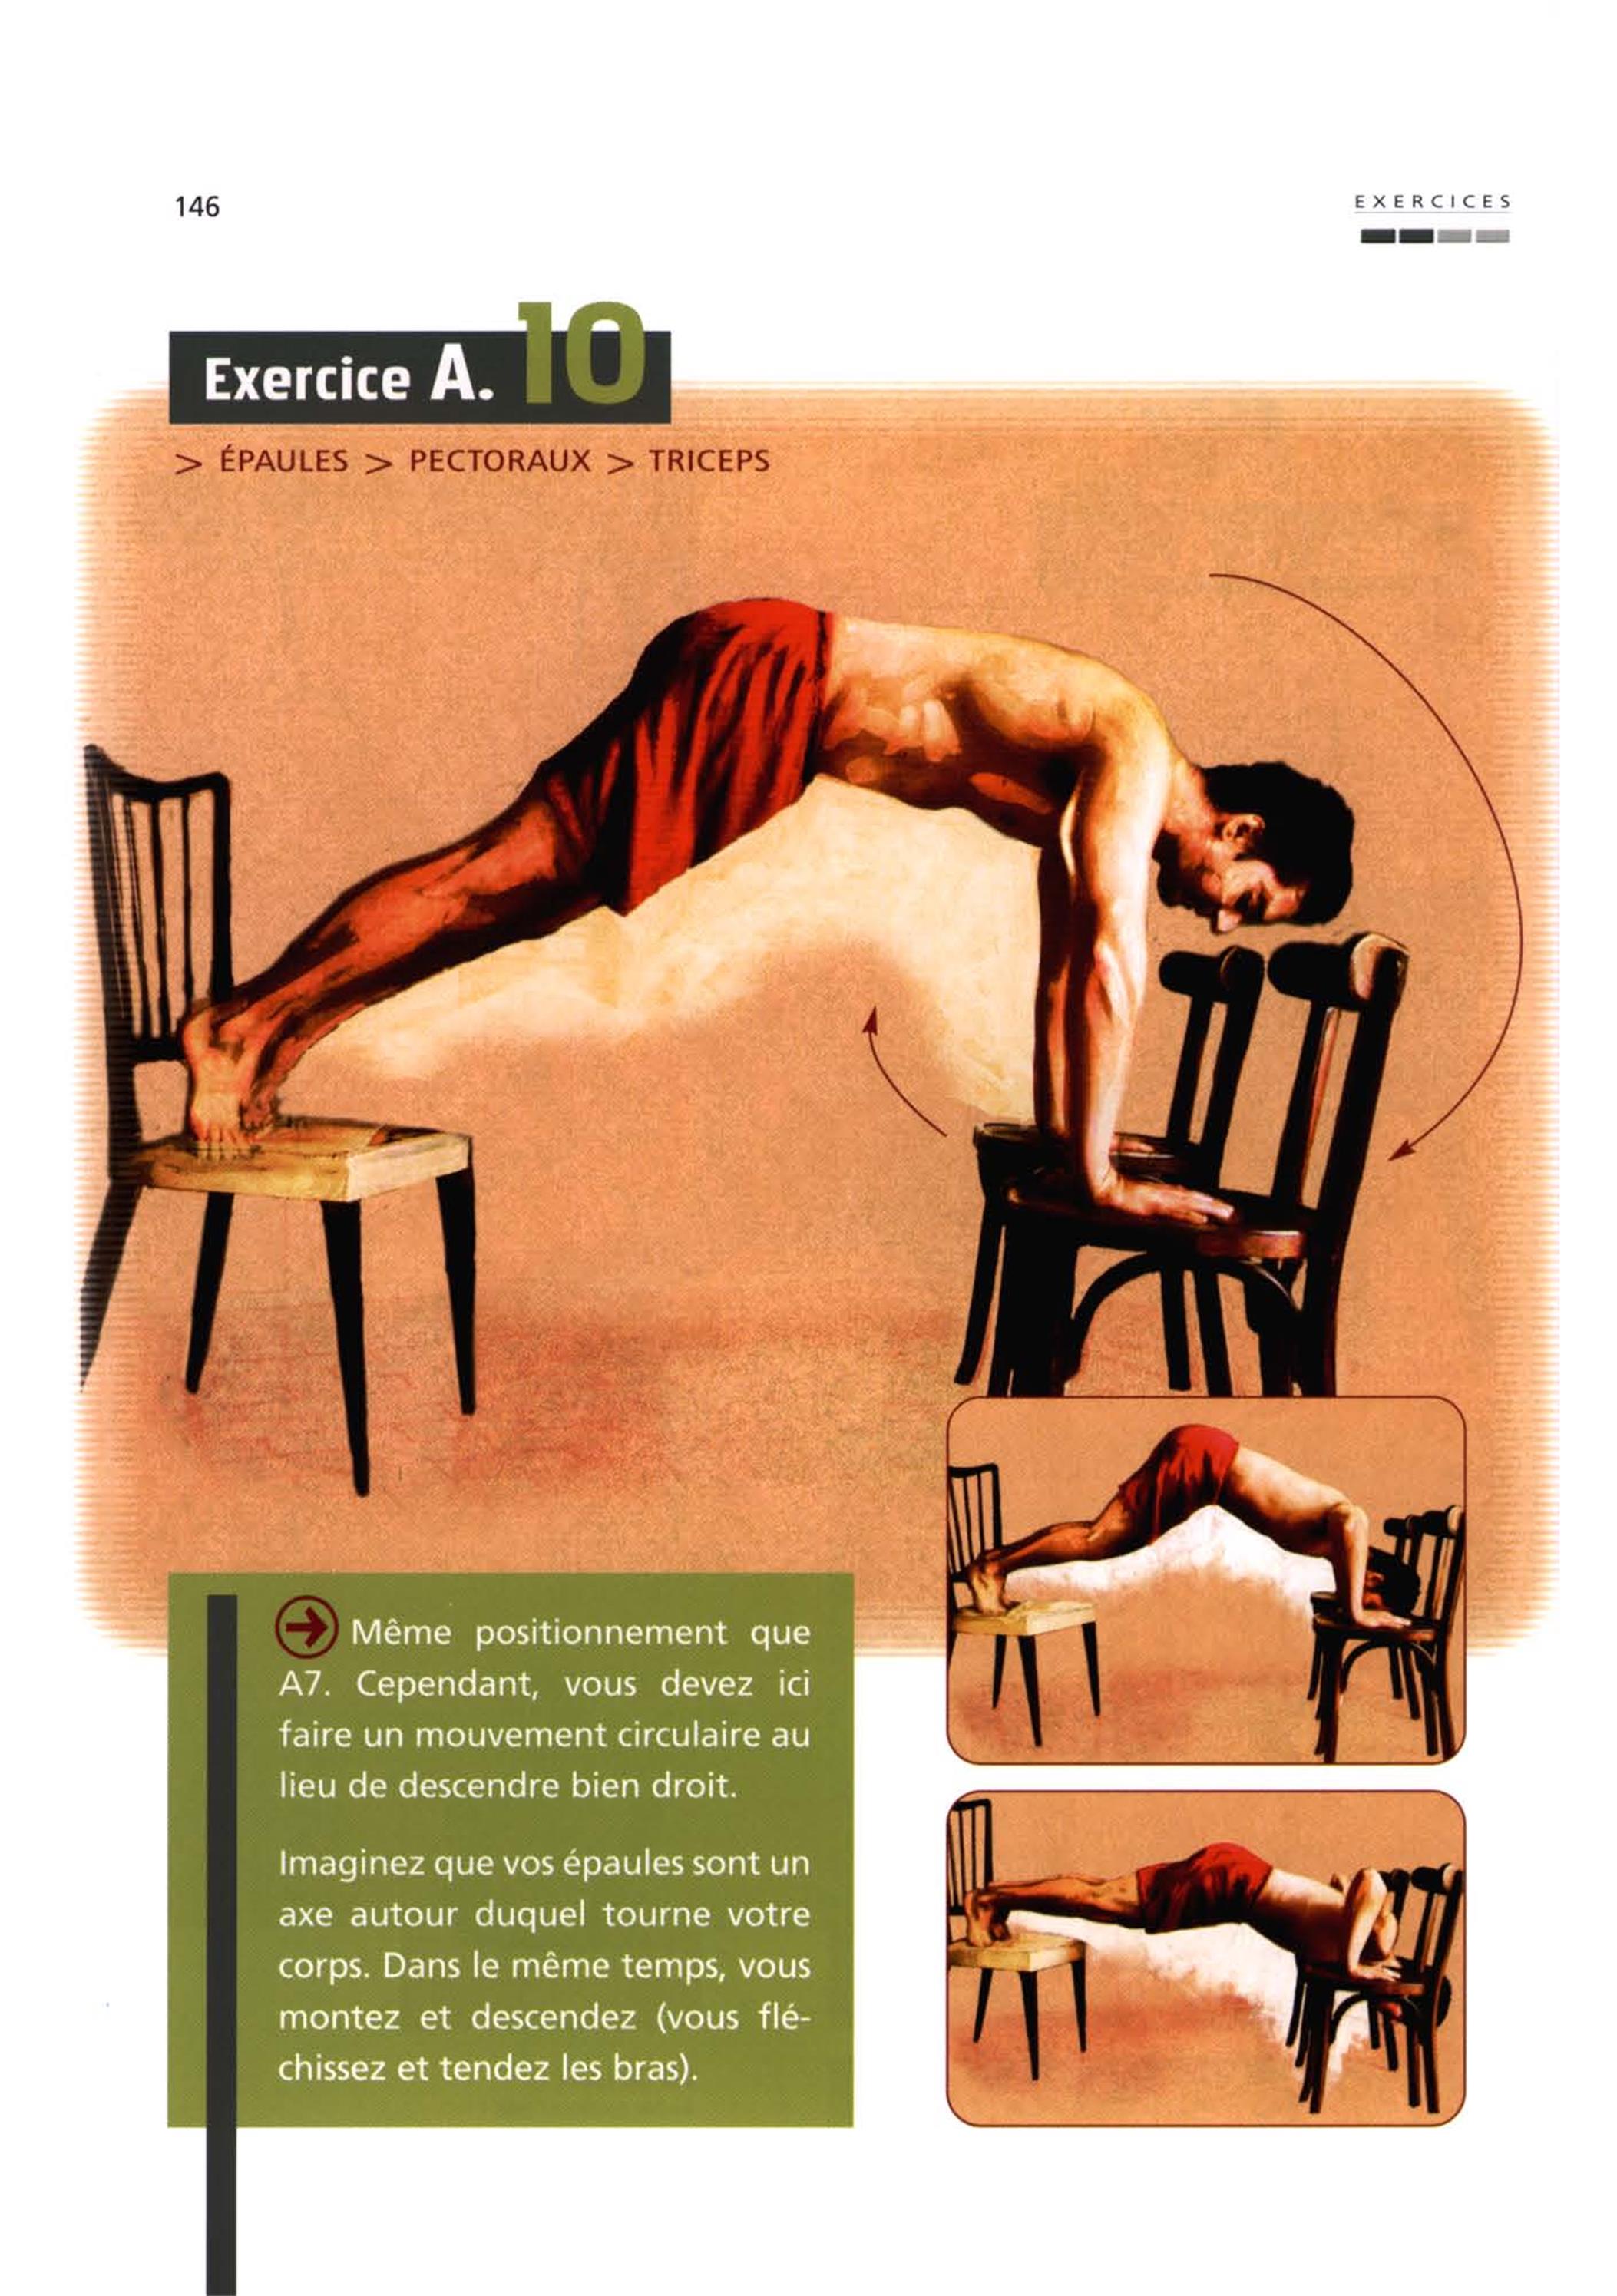 146
EXERCICES
Exercice A. 10
> ÉPAULES > PECTORAUX > TRICEPS
Même positionnement que
A7. Cependant, vous devez ici
faire un mouvement circulaire au
lieu de descendre bien droit.
Imaginez que vos épaules sont un
axe autour duquel tourne votre
corps. Dans le même temps, vous
montez et descendez (vous flé-
chissez et tendez les bras).